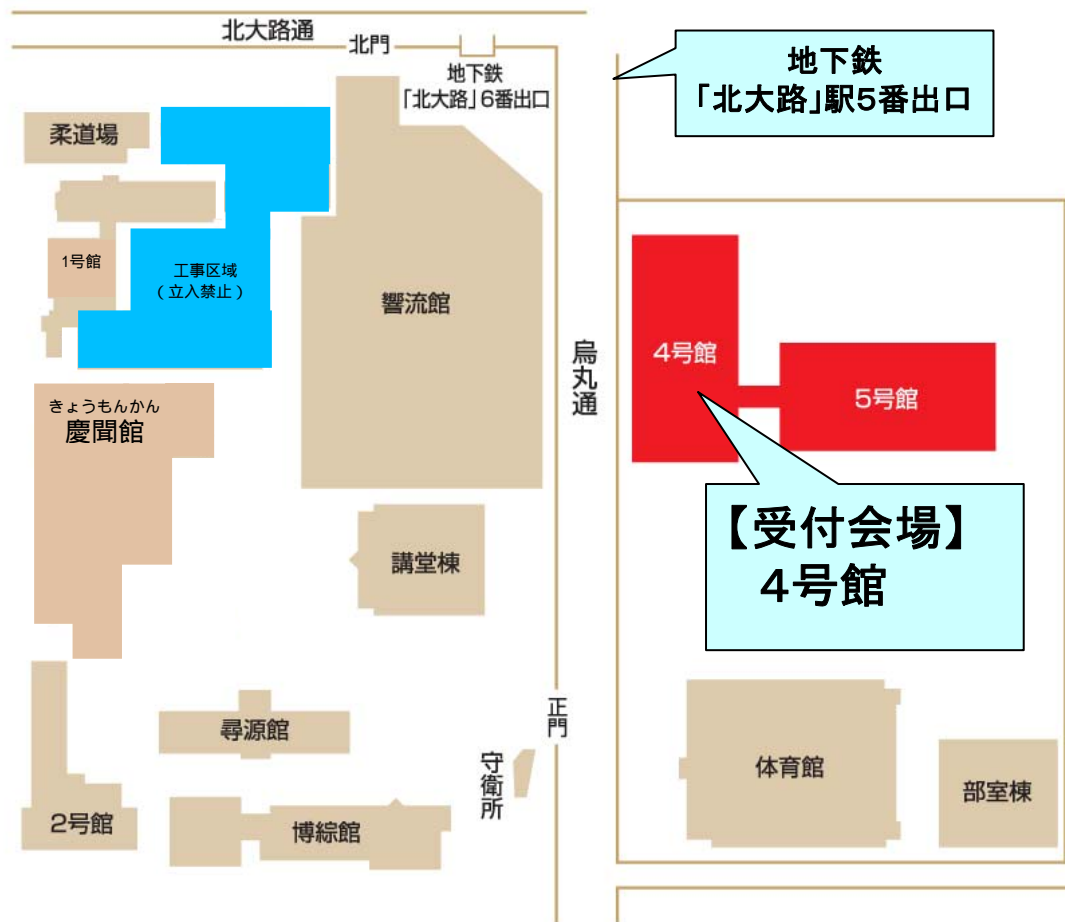 北大路通
北門
地下鉄
「北大路」6番出口
地下鉄
「北大路」駅5番出口
柔道場
1号館
工事区域
(立入禁止)
響流館
烏丸通
4号館
5号館
きょうもんかん
慶聞館
【受付会場】
4号館
講堂棟
尋源館
正門
守衛所
体育館
部室棟
2号館
博綜館